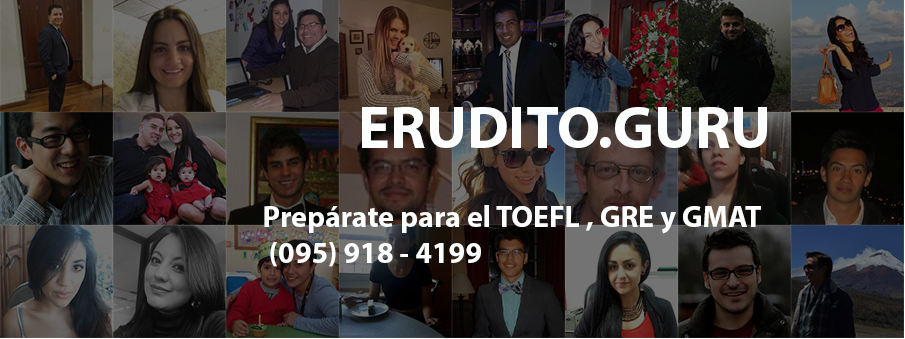 ERUDITO.GURU
Prepárate para el TOEFL , GRE y GMAT
(095) 918 - 4199